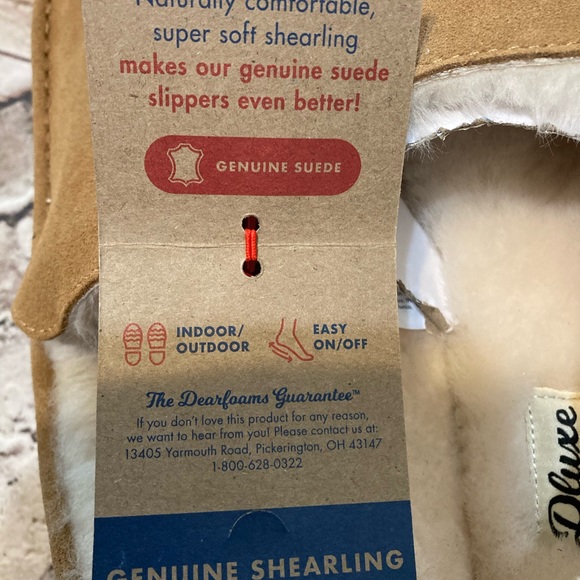 Naturally comfortable,
super soft shearling
makes our genuine suede
slippers even better!
GENUINE SUEDE
INDOOR/
OUTDOOR
EASY
ON/OFF
The Dearfoams Guarantee™
If you don't love this product for any reason,
we want to hear from you! Please contact us at:
13405 Yarmouth Road, Pickerington, OH 43147
1-800-628-0322
GENUINE SHEARLING
Dluxe